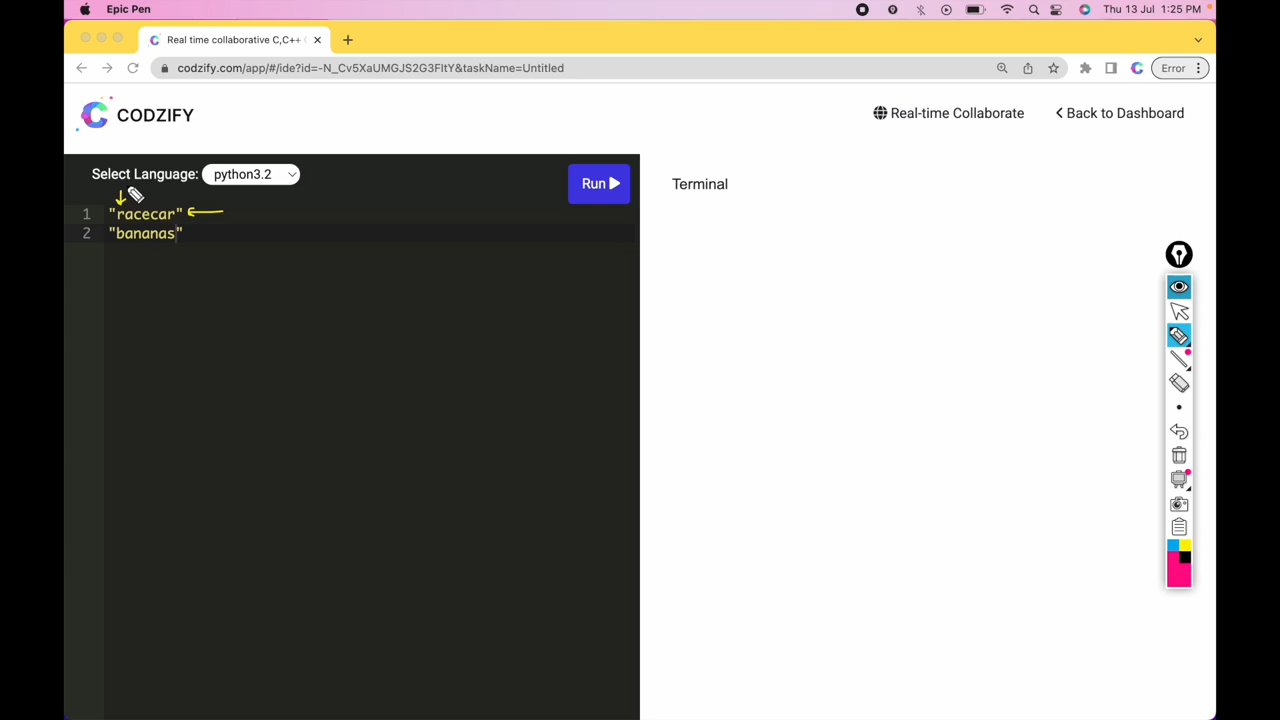 Epic Pen
Thu 13 Jul 1:25 PM
Real time collaborative C,C++
codzify.com/app/#/ide?id=-N_Cv5XaUMGJS2G3FltY&taskName=Untitled
Error
CODZIFY
Real-time Collaborate
Back to Dashboard
Select Language: python3.2
Run
Terminal
1 "racecar"
2 "bananas"